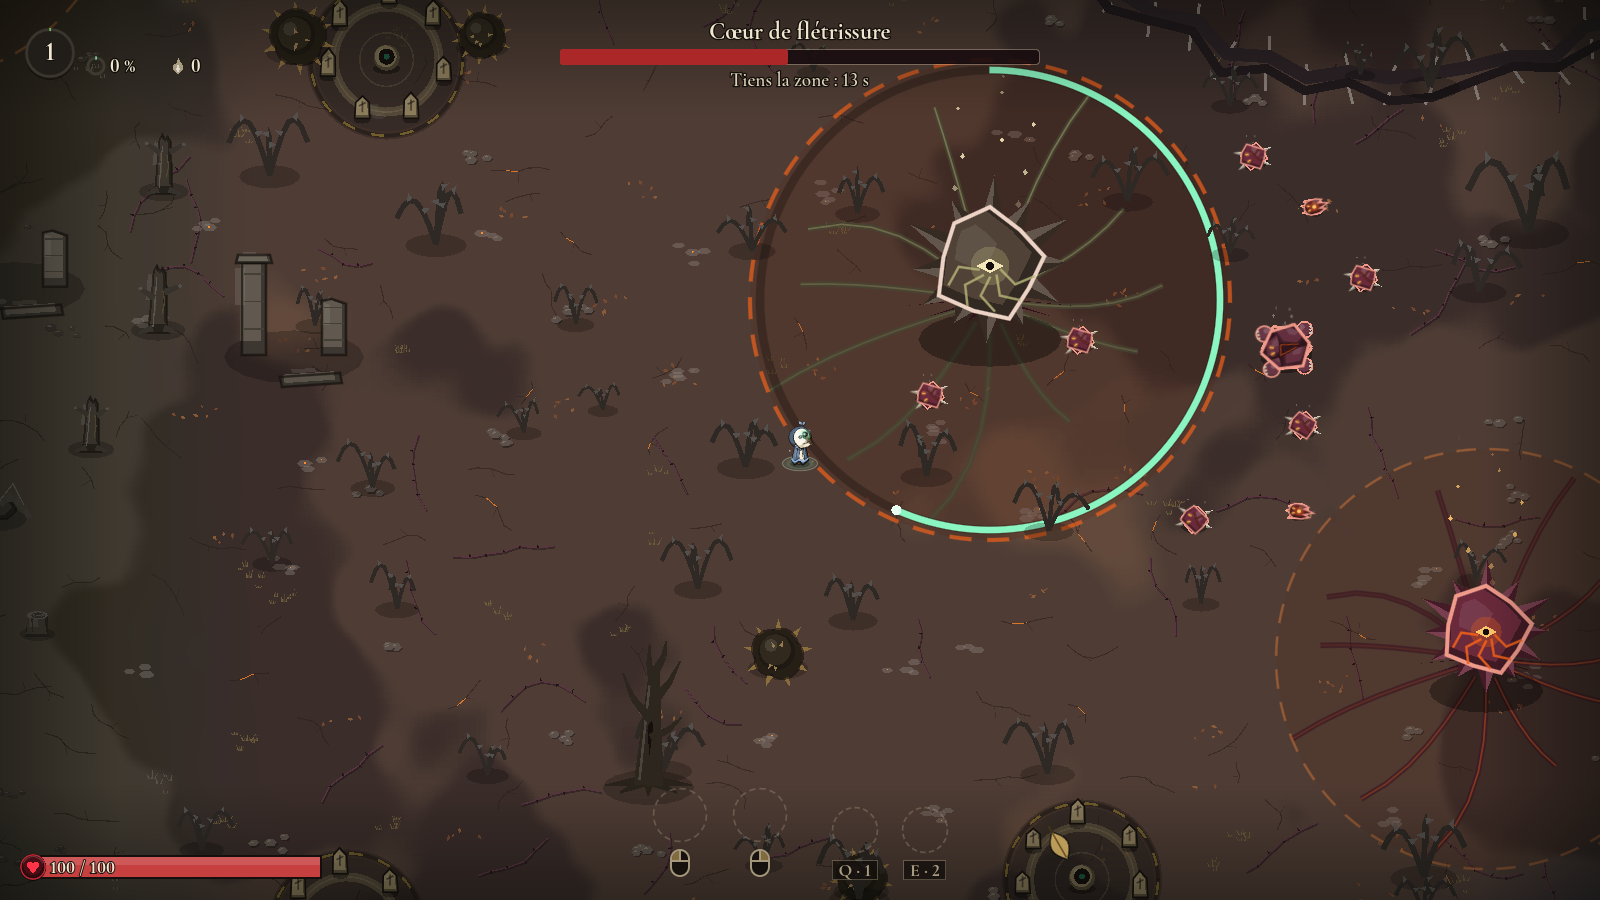 Cœur de flétrissure
1
0 %
0
Tiens la zone : 13 s
100 / 100
Q · 1
E · 2